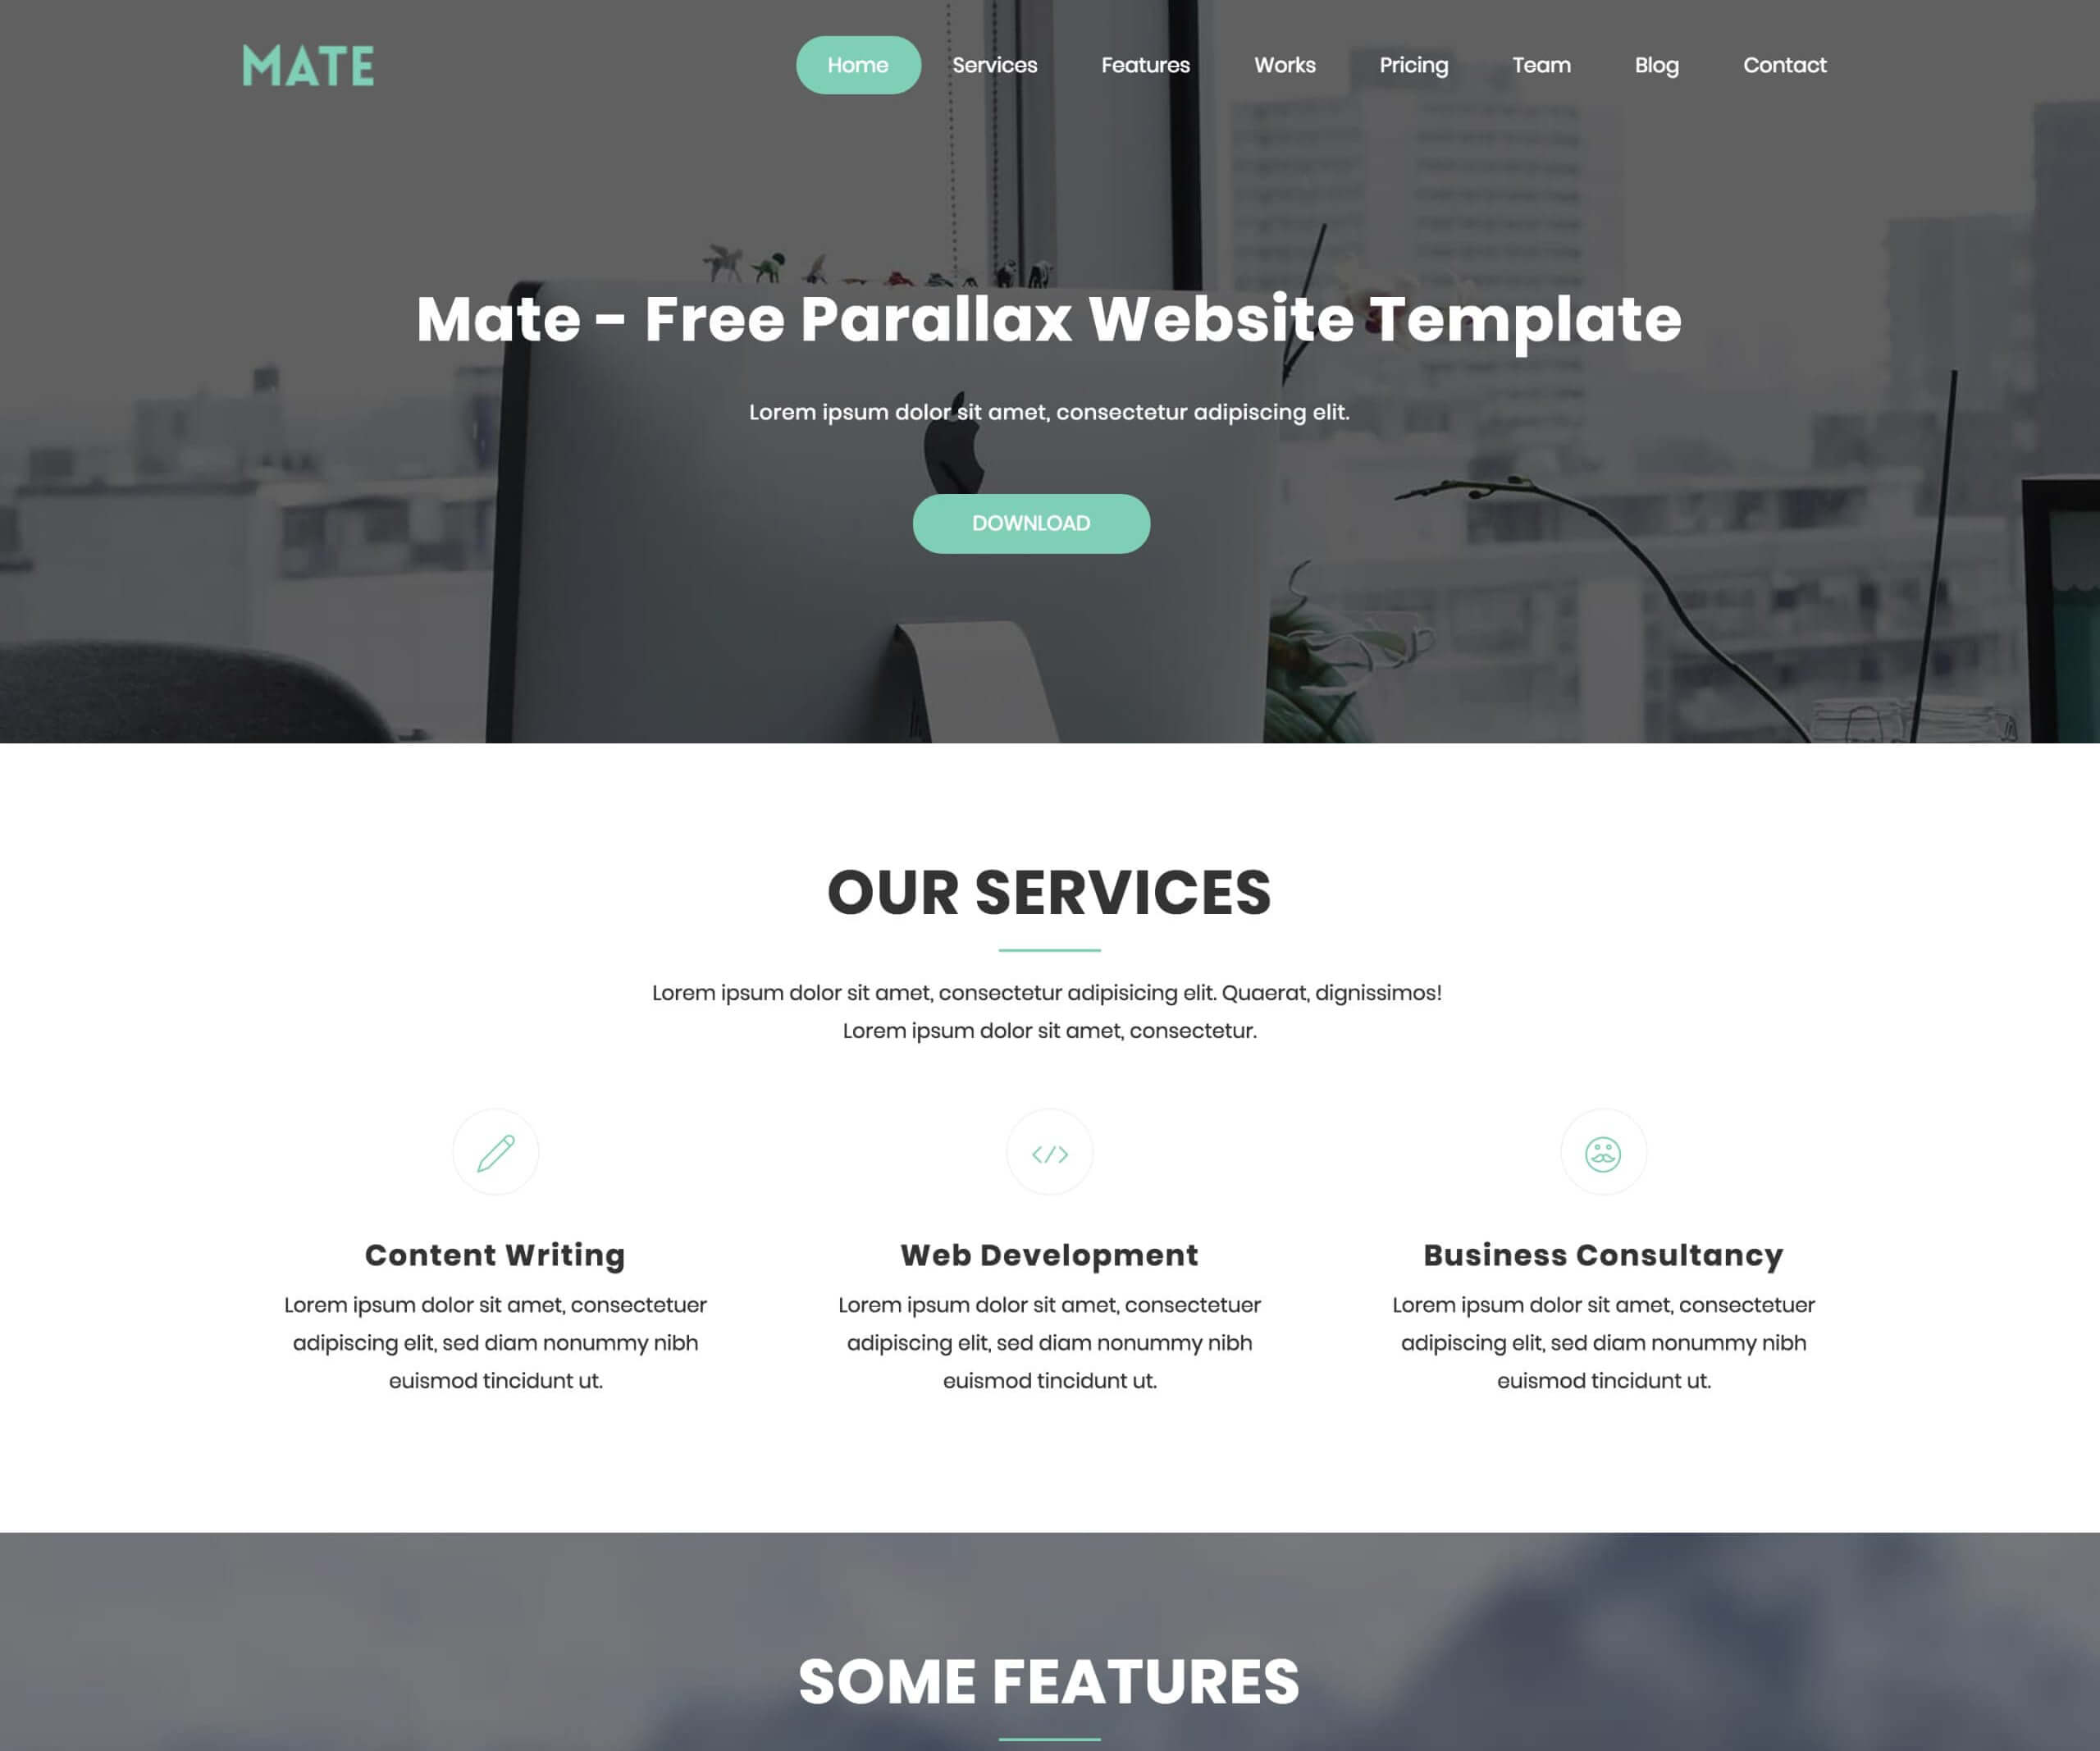 MATE
Home Services Features Works Pricing Team Blog Contact
Mate - Free Parallax Website Template
Lorem ipsum dolor sit amet, consectetur adipiscing elit.
DOWNLOAD
OUR SERVICES
Lorem ipsum dolor sit amet, consectetur adipisicing elit. Quaerat, dignissimos!
Lorem ipsum dolor sit amet, consectetur.
Content Writing
Lorem ipsum dolor sit amet, consectetuer
adipiscing elit, sed diam nonummy nibh
euismod tincidunt ut.
Web Development
Lorem ipsum dolor sit amet, consectetuer
adipiscing elit, sed diam nonummy nibh
euismod tincidunt ut.
Business Consultancy
Lorem ipsum dolor sit amet, consectetuer
adipiscing elit, sed diam nonummy nibh
euismod tincidunt ut.
SOME FEATURES